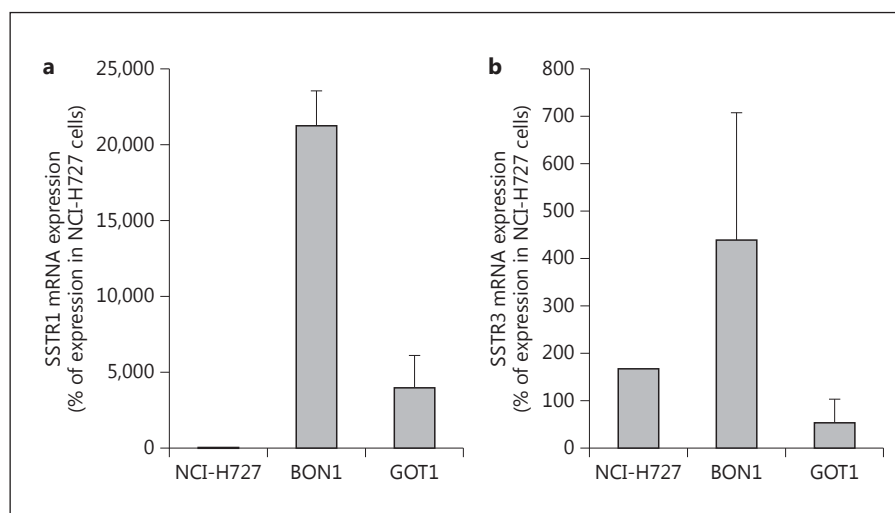 a
SSTR1 mRNA expression
(% of expression in NCI-H727 cells)
25,000
20,000
15,000
10,000
5,000
0
NCI-H727 BON1 GOT1
b
SSTR3 mRNA expression
(% of expression in NCI-H727 cells)
800
700
600
500
400
300
200
100
0
NCI-H727 BON1 GOT1